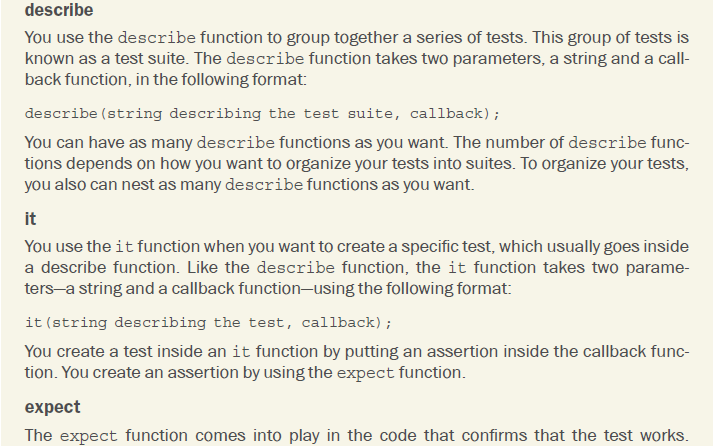 describe
You use the describe function to group together a series of tests. This group of tests is
known as a test suite. The describe function takes two parameters, a string and a call-
back function, in the following format:
describe(string describing the test suite, callback);
You can have as many describe functions as you want. The number of describe func-
tions depends on how you want to organize your tests into suites. To organize your tests,
you also can nest as many describe functions as you want.
it
You use the it function when you want to create a specific test, which usually goes inside
a describe function. Like the describe function, the it function takes two parame-
ters—a string and a callback function—using the following format:
it(string describing the test, callback);
You create a test inside an it function by putting an assertion inside the callback func-
tion. You create an assertion by using the expect function.
expect
The expect function comes into play in the code that confirms that the test works.